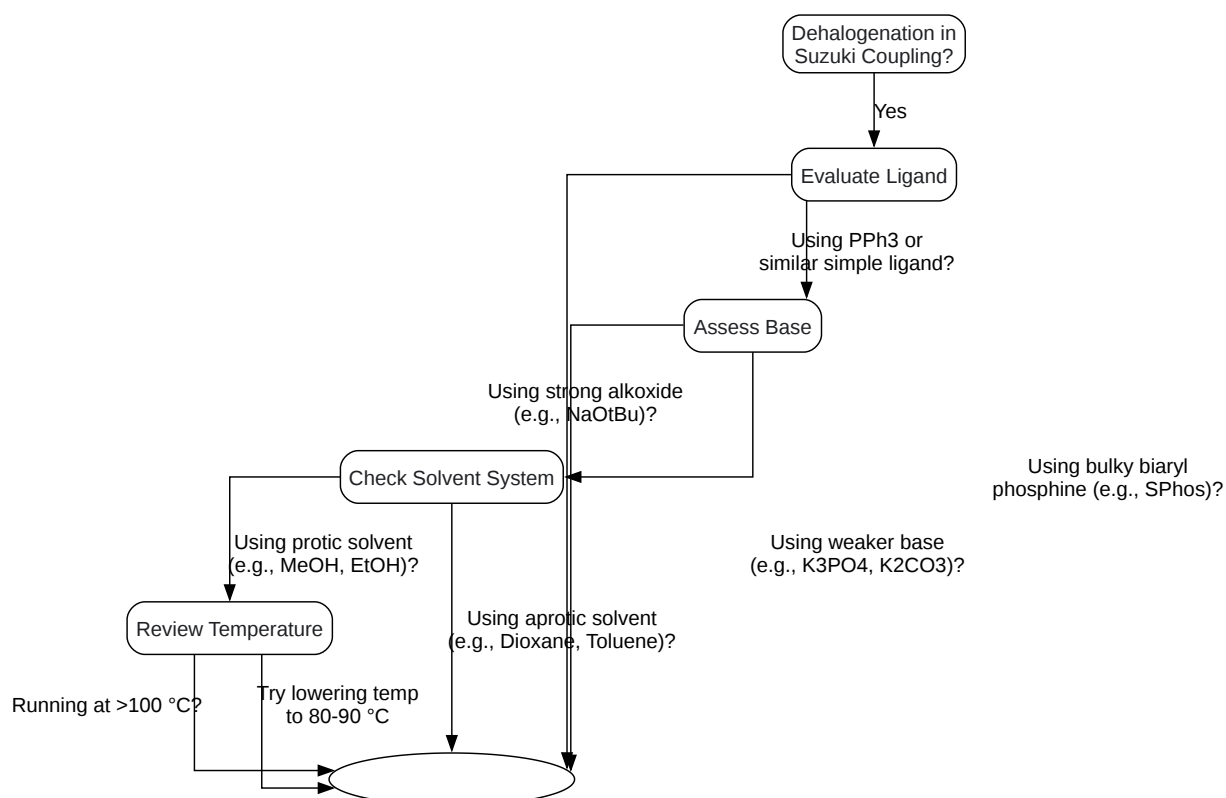 Dehalogenation in
Suzuki Coupling?
Yes
Evaluate Ligand
Using PPh3 or
similar simple ligand?
Assess Base
Using strong alkoxide
(e.g., NaOtBu)?
Check Solvent System
Using bulky biaryl
phosphine (e.g., SPhos)?
Using protic solvent
(e.g., MeOH, EtOH)?
Using weaker base
(e.g., K3PO4, K2CO3)?
Review Temperature
Using aprotic solvent
(e.g., Dioxane, Toluene)?
Running at >100 °C?
Try lowering temp
to 80-90 °C